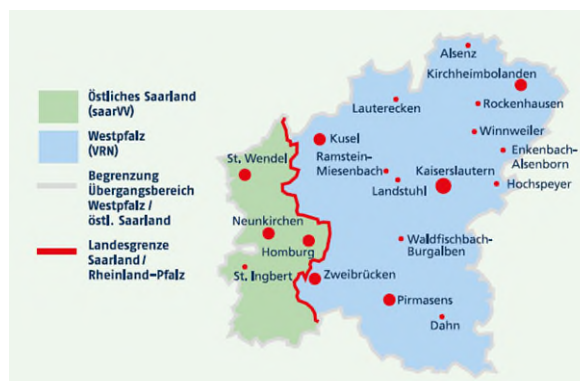 Östliches Saarland
(saarVV)
Westpfalz
(VRN)
Begrenzung
Übergangsbereich
Westpfalz /
östl. Saarland
Landesgrenze
Saarland/
Rheinland-Pfalz
Alsenz
Kirchheimbolanden
Lauterecken
Rockenhausen
Winnweiler
Kusel
Enkenbach-
Alsenborn
St. Wendel
Ramstein-
Miesenbach
Kaiserslautern
Landstuhl
Hochspeyer
Neunkirchen
Homburg
Waldfischbach-
Burgalben
St. Ingbert
Zweibrücken
Pirmasens
Dahn